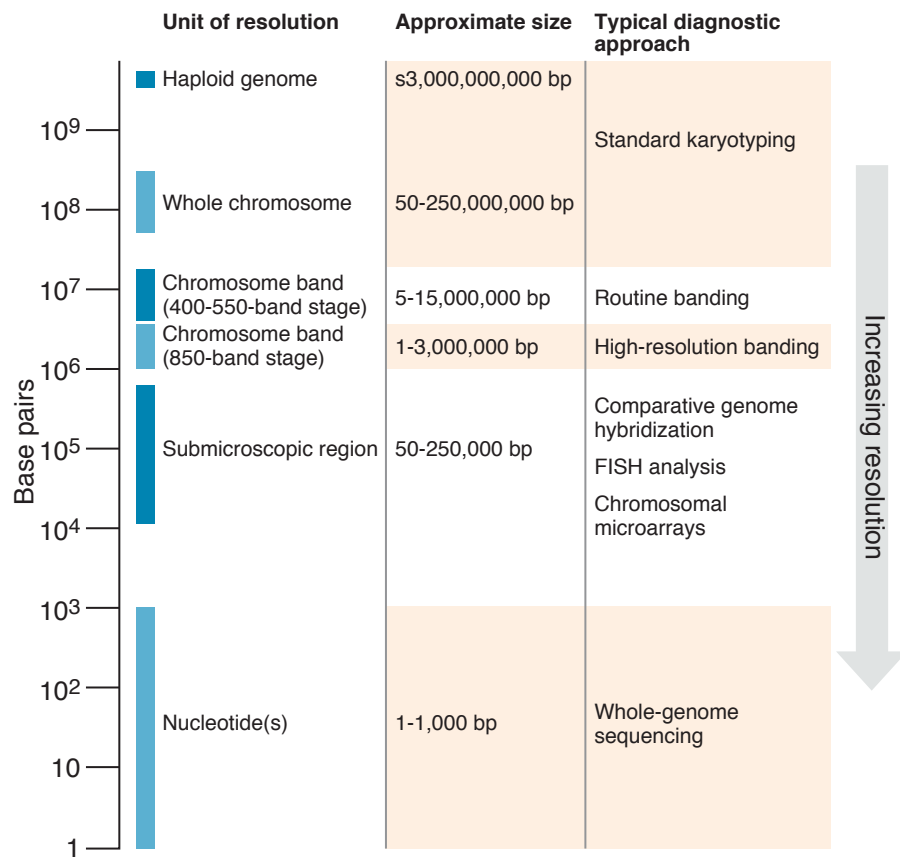 Unit of resolution
Approximate size
Typical diagnostic
approach
Haploid genome
s3,000,000,000 bp
Standard karyotyping
Whole chromosome
50-250,000,000 bp
Chromosome band
(400-550-band stage)
5-15,000,000 bp
Routine banding
Chromosome band
(850-band stage)
1-3,000,000 bp
High-resolution banding
Submicroscopic region
50-250,000 bp
Comparative genome
hybridization
FISH analysis
Chromosomal
microarrays
Nucleotide(s)
1-1,000 bp
Whole-genome
sequencing
Base pairs
10⁹
10⁸
10⁷
10⁶
10⁵
10⁴
10³
10²
10
1
Increasing resolution